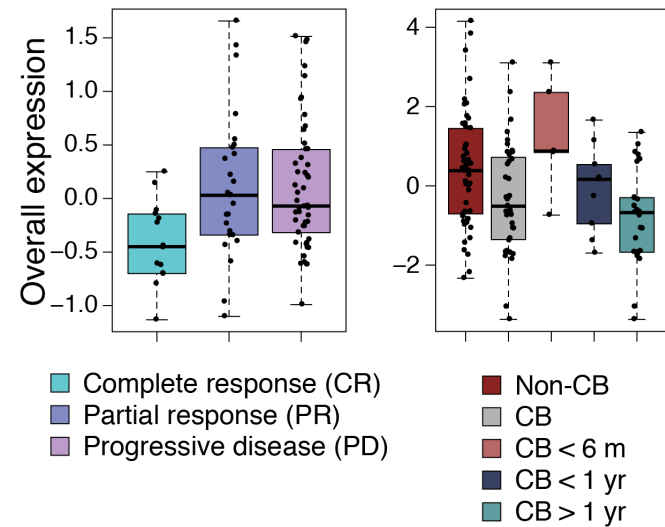 Overall expression
1.5
1.0
0.5
0.0
−0.5
−1.0
4
2
0
−2
Complete response (CR)
Partial response (PR)
Progressive disease (PD)
Non-CB
CB
CB < 6 m
CB < 1 yr
CB > 1 yr